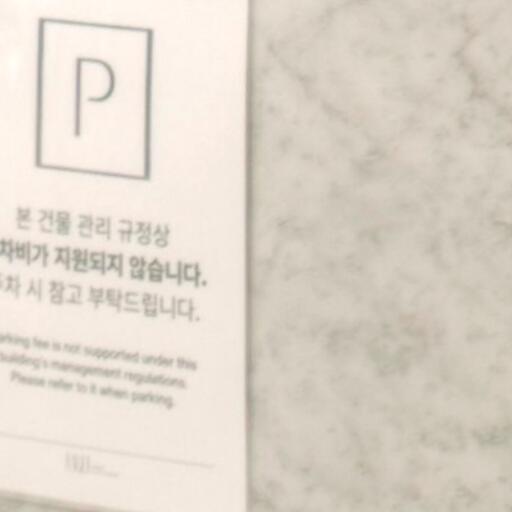 P
본 건물 관리 규정상
차비가 지원되지 않습니다.
주차 시 참고 부탁드립니다.
arking fee is not supported under this
building's management regulations.
Please refer to it when parking.